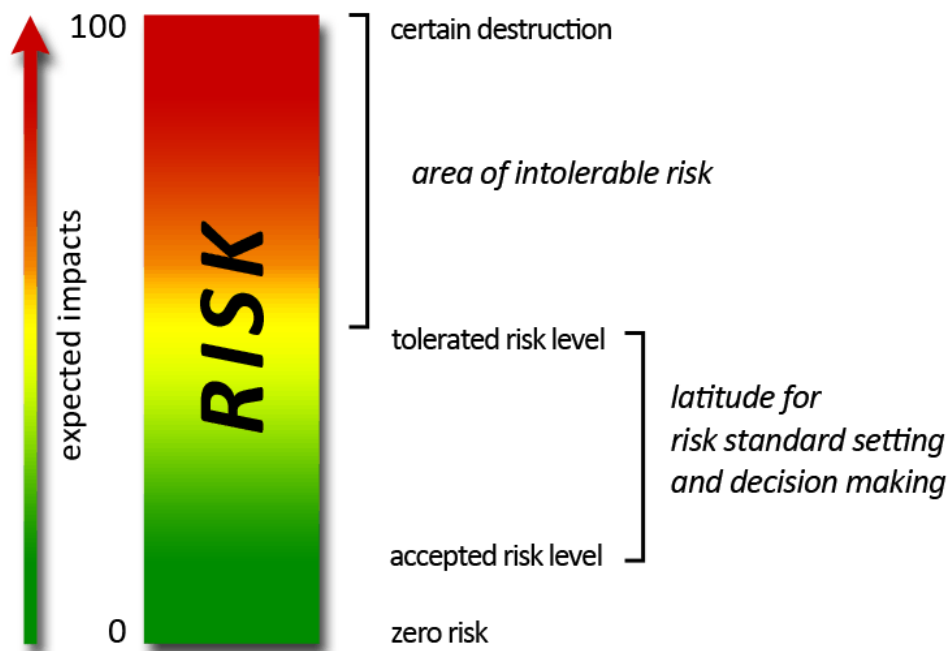 100
certain destruction
area of intolerable risk
expected impacts
RISK
tolerated risk level
latitude for
risk standard setting
and decision making
accepted risk level
0
zero risk